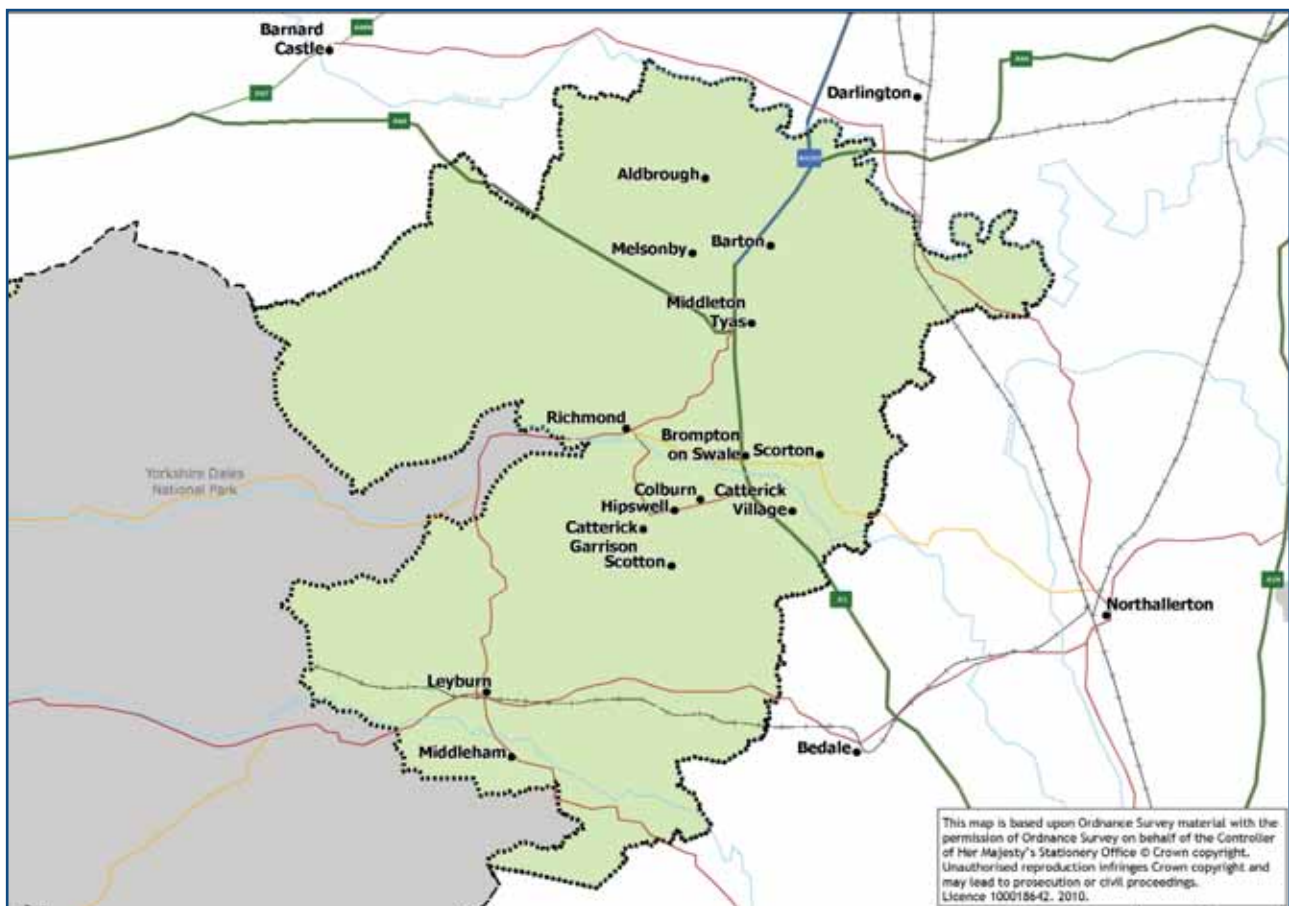 Barnard
Castle
A66
Darlington
Aldbrough
Melsonby
Barton
Middleton
Tyas
Richmond
Brompton
on Swale
Scorton
Yorkshire Dales
National Park
Colburn
Catterick
Village
Hipswell
Catterick
Garrison
Scotton
A1
A19
Northallerton
Leyburn
Middleham
Bedale
This map is based upon Ordnance Survey material with the
permission of Ordnance Survey on behalf of the Controller
of Her Majesty's Stationery Office © Crown copyright.
Unauthorised reproduction infringes Crown copyright and
may lead to prosecution or civil proceedings.
Licence 100018642. 2010.